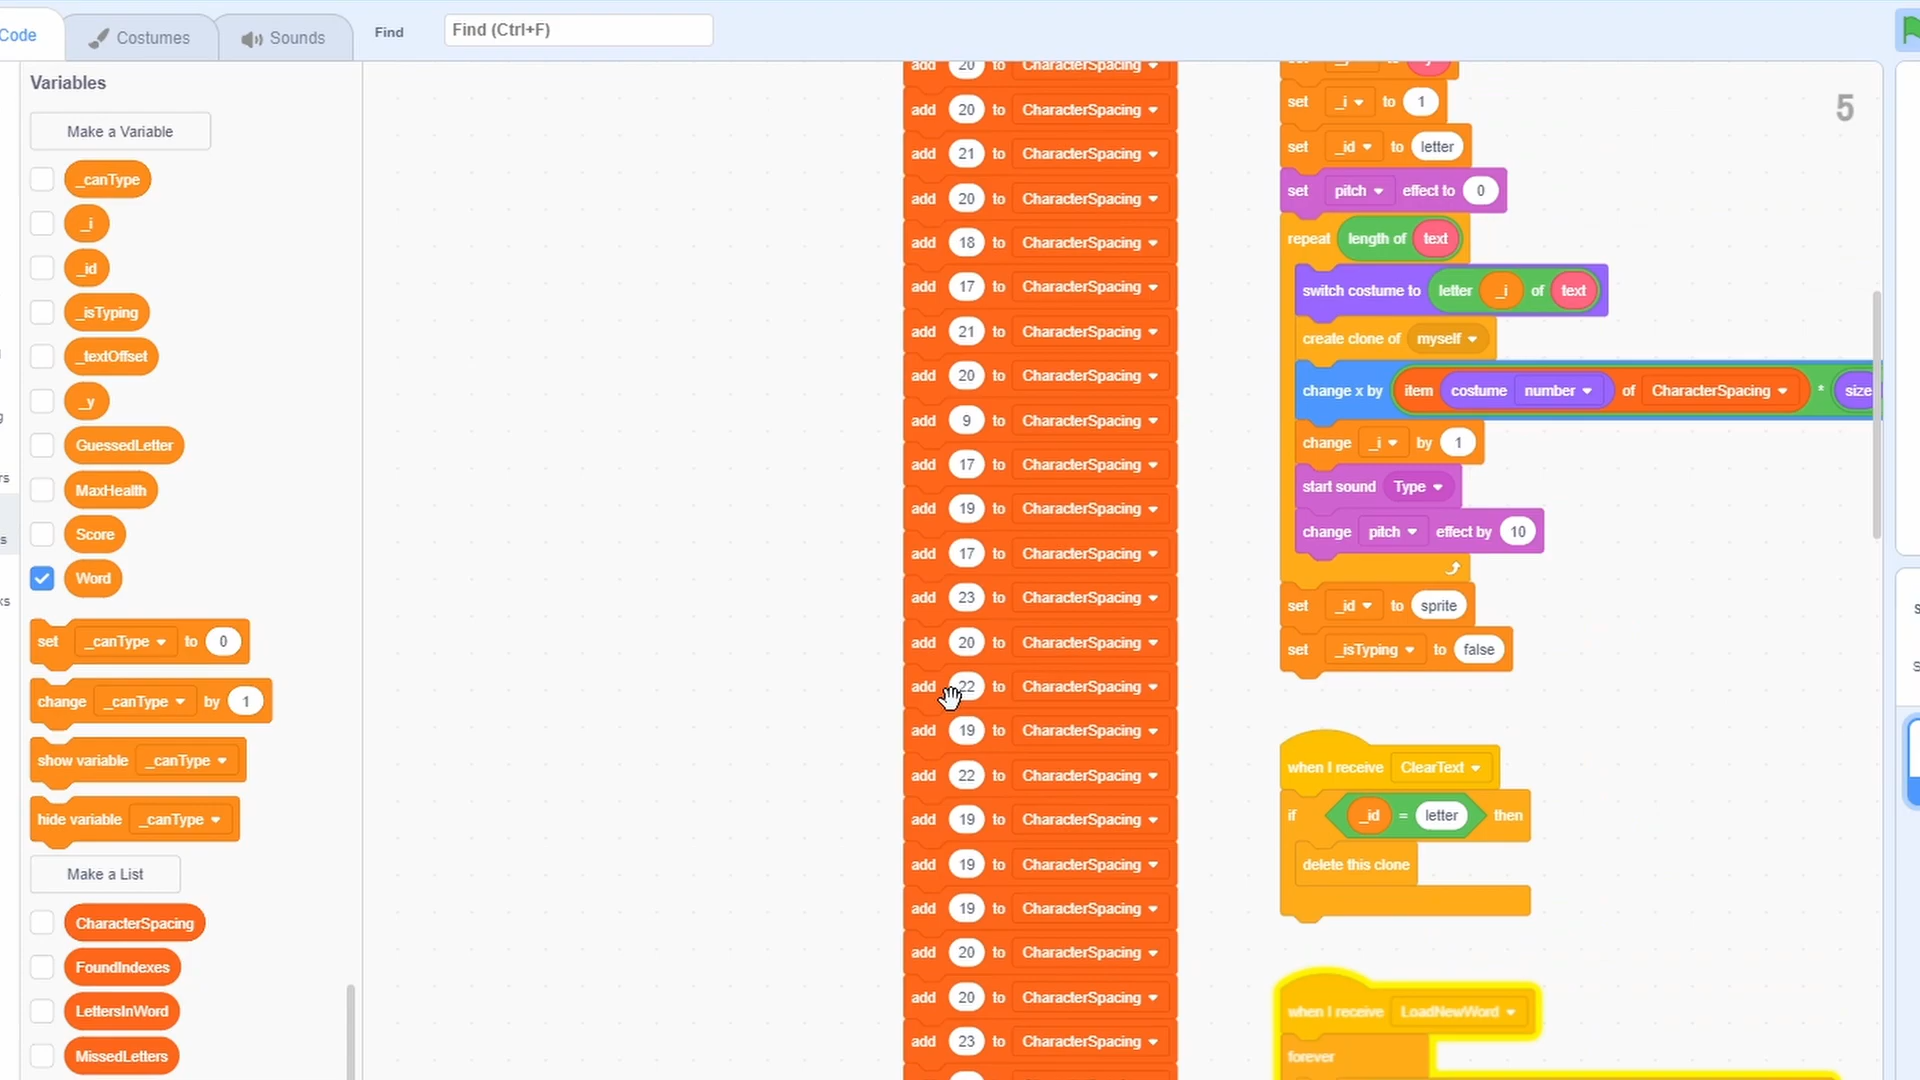 Code
Costumes
Sounds
Find
Find (Ctrl+F)
Variables
Make a Variable
_canType
_i
_id
_isTyping
_textOffset
_y
GuessedLetter
MaxHealth
Score
Word
set _canType to 0
change _canType by 1
show variable _canType
hide variable _canType
Make a List
CharacterSpacing
FoundIndexes
LettersInWord
MissedLetters
add 20 to CharacterSpacing
add 20 to CharacterSpacing
add 21 to CharacterSpacing
add 20 to CharacterSpacing
add 18 to CharacterSpacing
add 17 to CharacterSpacing
add 21 to CharacterSpacing
add 20 to CharacterSpacing
add 9 to CharacterSpacing
add 17 to CharacterSpacing
add 19 to CharacterSpacing
add 17 to CharacterSpacing
add 23 to CharacterSpacing
add 20 to CharacterSpacing
add 22 to CharacterSpacing
add 19 to CharacterSpacing
add 22 to CharacterSpacing
add 19 to CharacterSpacing
add 19 to CharacterSpacing
add 19 to CharacterSpacing
add 20 to CharacterSpacing
add 20 to CharacterSpacing
add 23 to CharacterSpacing
set _i to 1
set _id to letter
set pitch effect to 0
repeat length of text
switch costume to letter _i of text
create clone of myself
change x by item costume number of CharacterSpacing * size
change _i by 1
start sound Type
change pitch effect by 10
set _id to sprite
set _isTyping to false
when I receive ClearText
if _id = letter then
delete this clone
when I receive LoadNewWord
forever
5